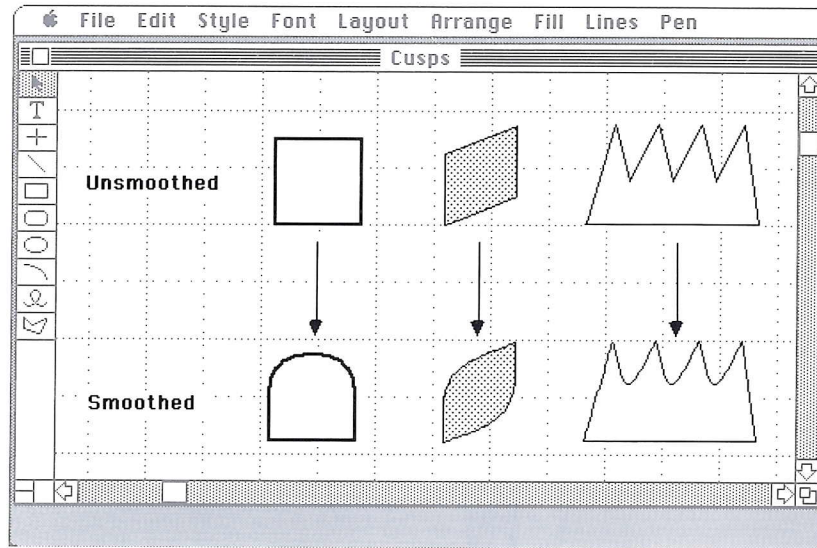 File Edit Style Font Layout Arrange Fill Lines Pen
Cusps
T
Unsmoothed
Smoothed